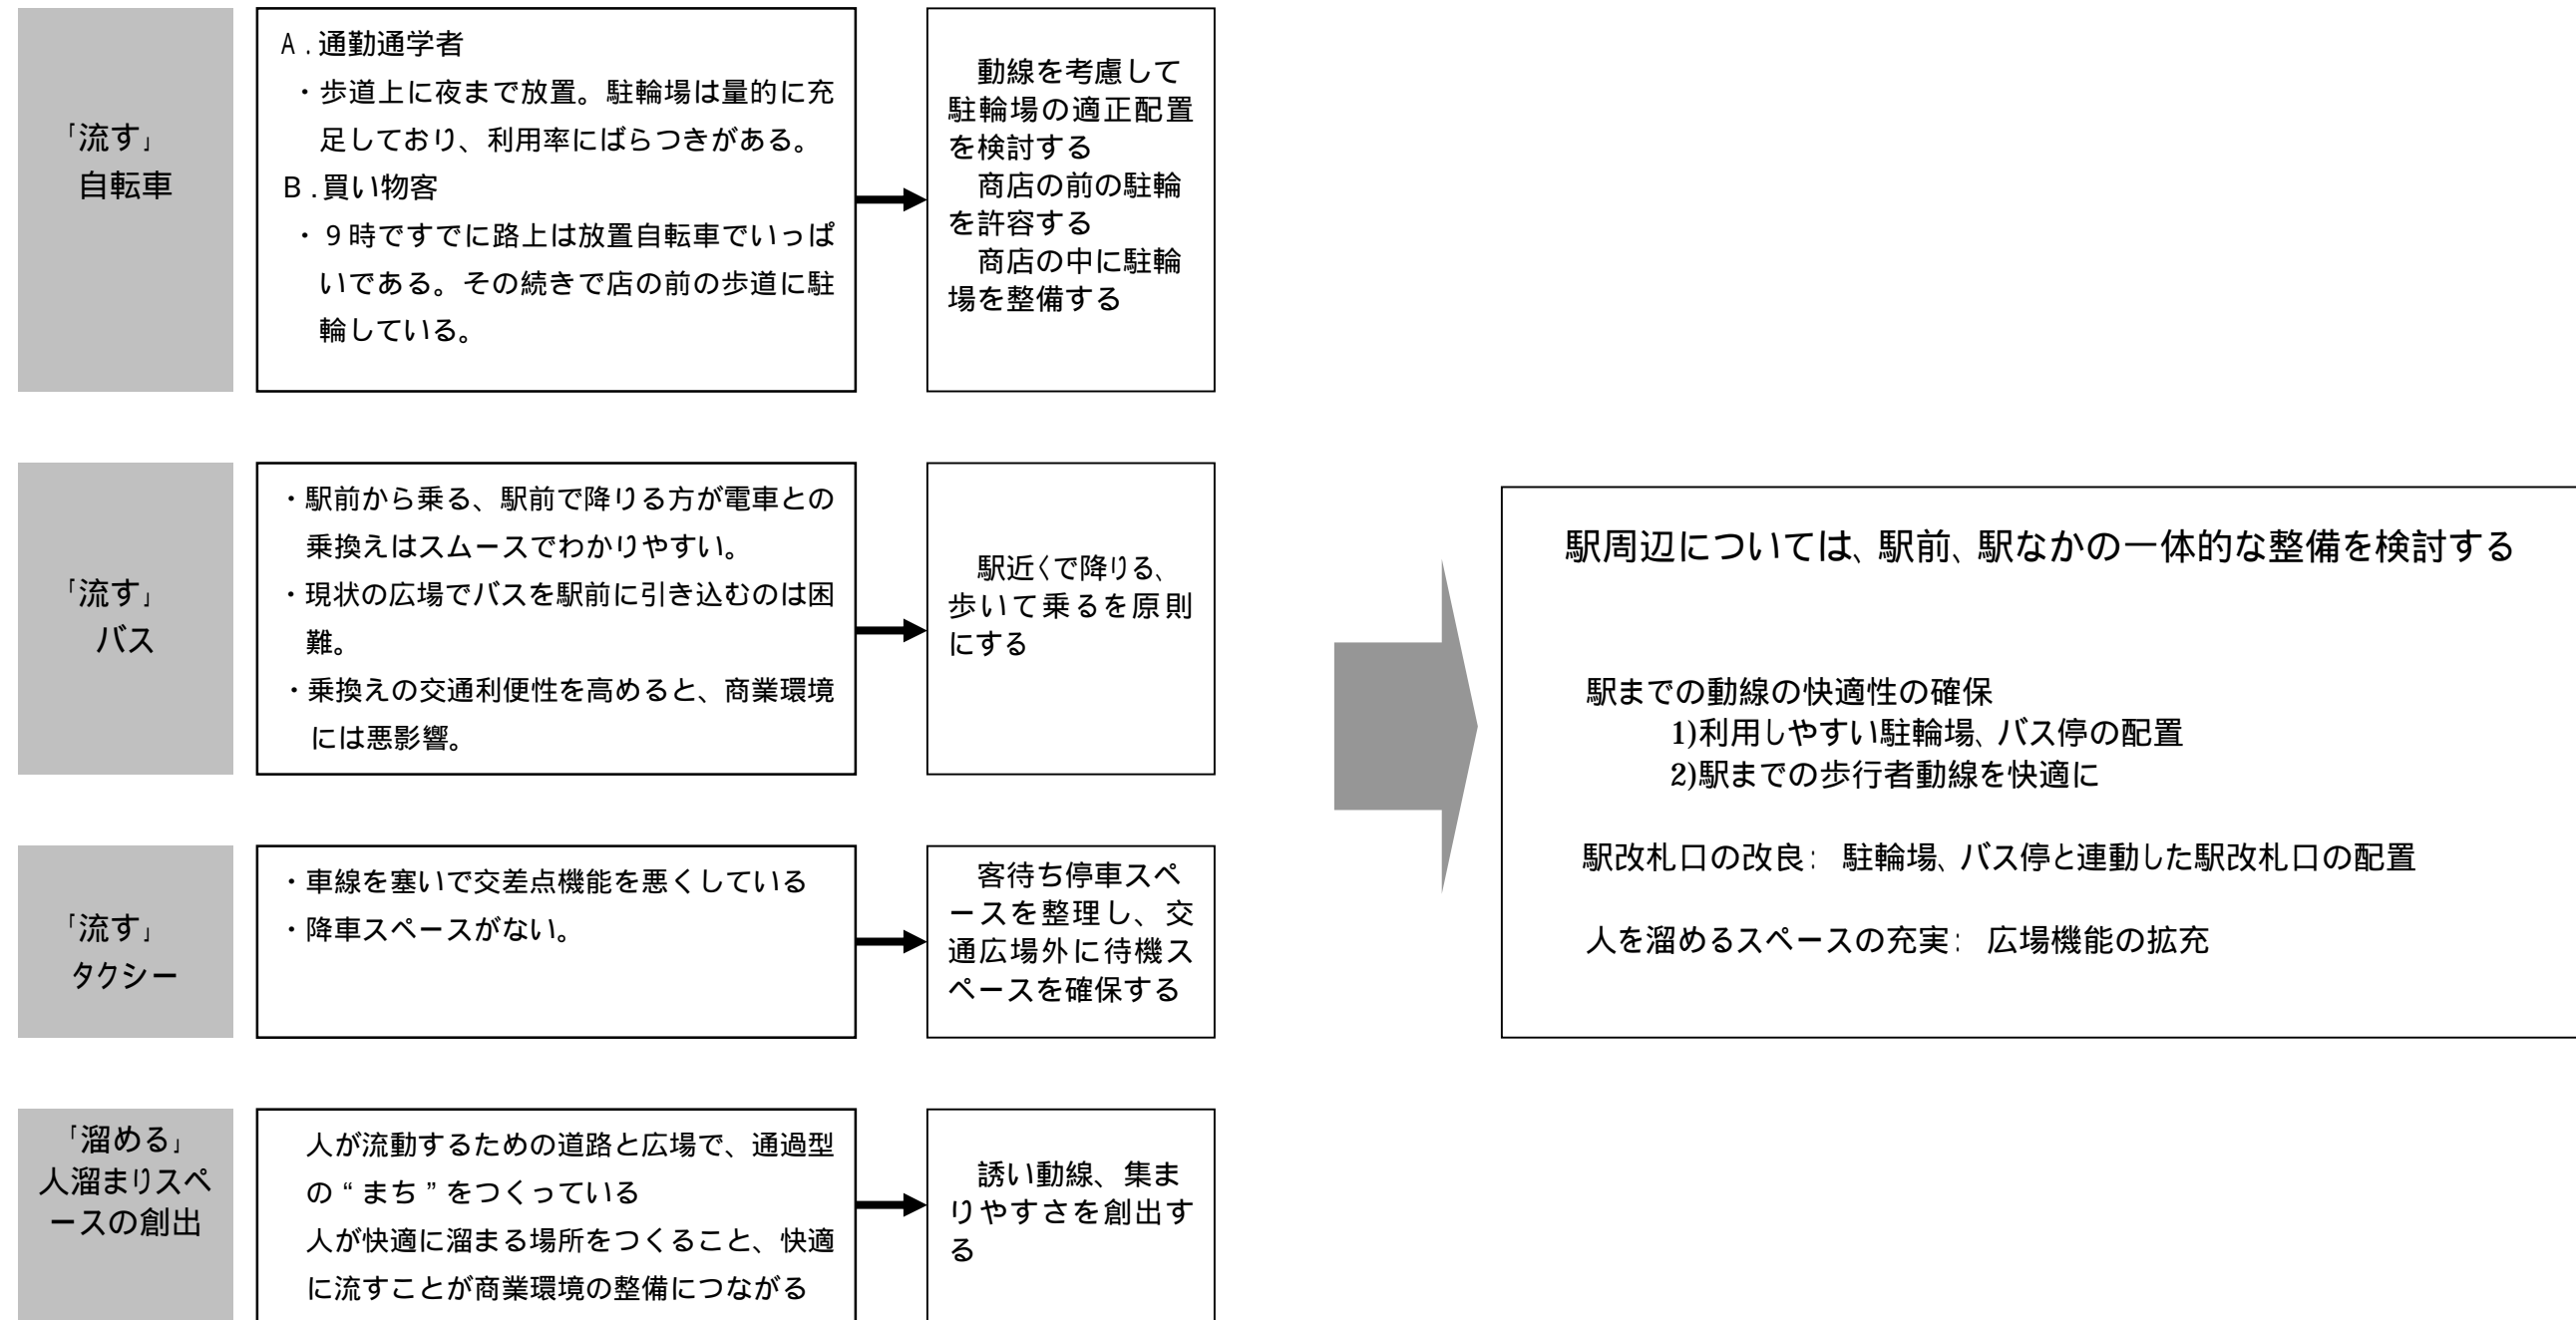 「流す」
自転車
A．通勤通学者
・歩道上に夜まで放置。駐輪場は量的に充
足しており、利用率にばらつきがある。
B．買い物客
・９時ですでに路上は放置自転車でいっぱ
いである。その続きで店の前の歩道に駐
輪している。
動線を考慮して
駐輪場の適正配置
を検討する
商店の前の駐輪
を許容する
商店の中に駐輪
場を整備する
「流す」
バス
・駅前から乗る、駅前で降りる方が電車との
乗換えはスムースでわかりやすい。
・現状の広場でバスを駅前に引き込むのは困
難。
・乗換えの交通利便性を高めると、商業環境
には悪影響。
駅近くで降りる、
歩いて乗るを原則
にする
「流す」
タクシー
・車線を塞いで交差点機能を悪くしている
・降車スペースがない。
客待ち停車スペ
ースを整理し、交
通広場外に待機ス
ペースを確保する
「溜める」
人溜まりスペ
ースの創出
人が流動するための道路と広場で、通過型
の“まち”をつくっている
人が快適に溜まる場所をつくること、快適
に流すことが商業環境の整備につながる
誘い動線、集ま
りやすさを創出す
る
駅周辺については、駅前、駅なかの一体的な整備を検討する
駅までの動線の快適性の確保
1)利用しやすい駐輪場、バス停の配置
2)駅までの歩行者動線を快適に
駅改札口の改良：駐輪場、バス停と連動した駅改札口の配置
人を溜めるスペースの充実：広場機能の拡充